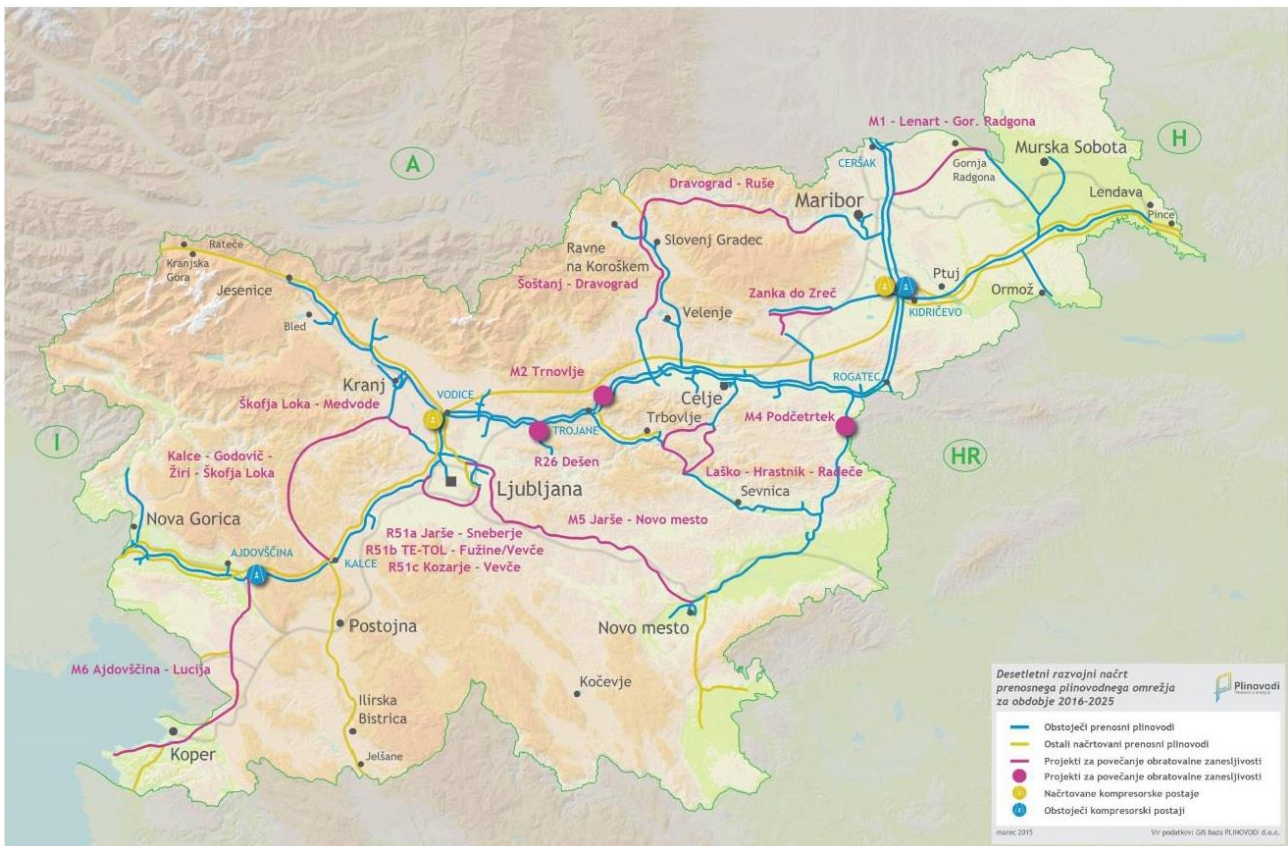 M1 - Lenart - Gor. Radgona
H
A
CERŠAK
Gornja
Radgona
Murska Sobota
Dravograd - Ruše
Maribor
Lendava
Pince
Rateče
Kranjska
Gora
Ravne
na Koroškem
Slovenj Gradec
Šoštanj - Dravograd
Jesenice
Zanka do Zreč
Ptuj
Ormož
KIDRIČEVO
Bled
Velenje
M2 Trnovlje
ROGATEC
Kranj
VODICE
Celje
Škofja Loka - Medvode
Trbovlje
M4 Podčetrtek
TROJANE
I
HR
Kalce - Godovič -
Žiri - Škofja Loka
R26 Dešen
Laško - Hrastnik - Radeče
Ljubljana
Sevnica
Nova Gorica
M5 Jarše - Novo mesto
R51a Jarše - Sneberje
R51b TE-TOL - Fužine/Vevče
R51c Kozarje - Vevče
AJDOVŠČINA
KALCE
Postojna
Novo mesto
M6 Ajdovščina - Lucija
Kočevje
Ilirska
Bistrica
Koper
Jelšane
Desetletni razvojni načrt
prenosnega plinovodnega omrežja
za obdobje 2016-2025
Plinovodi
Obstoječi prenosni plinovodi
Ostali načrtovani prenosni plinovodi
Projekti za povečanje obratovalne zanesljivosti
Projekti za povečanje obratovalne zanesljivosti
Načrtovane kompresorske postaje
Obstoječi kompresorski postaji
marec 2015
Vir podatkov: GIS baza PLINOVODI d.o.o.